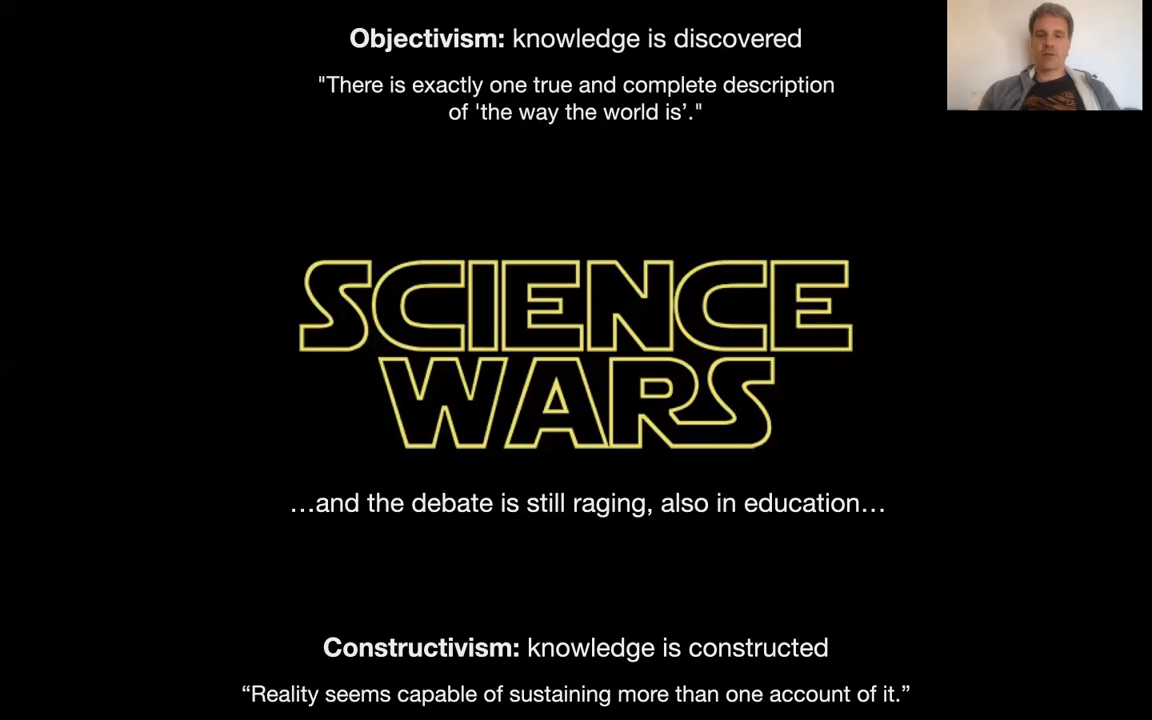 Objectivism: knowledge is discovered
"There is exactly one true and complete description
of 'the way the world is’."
SCIENCE
WARS
…and the debate is still raging, also in education…
Constructivism: knowledge is constructed
“Reality seems capable of sustaining more than one account of it.”